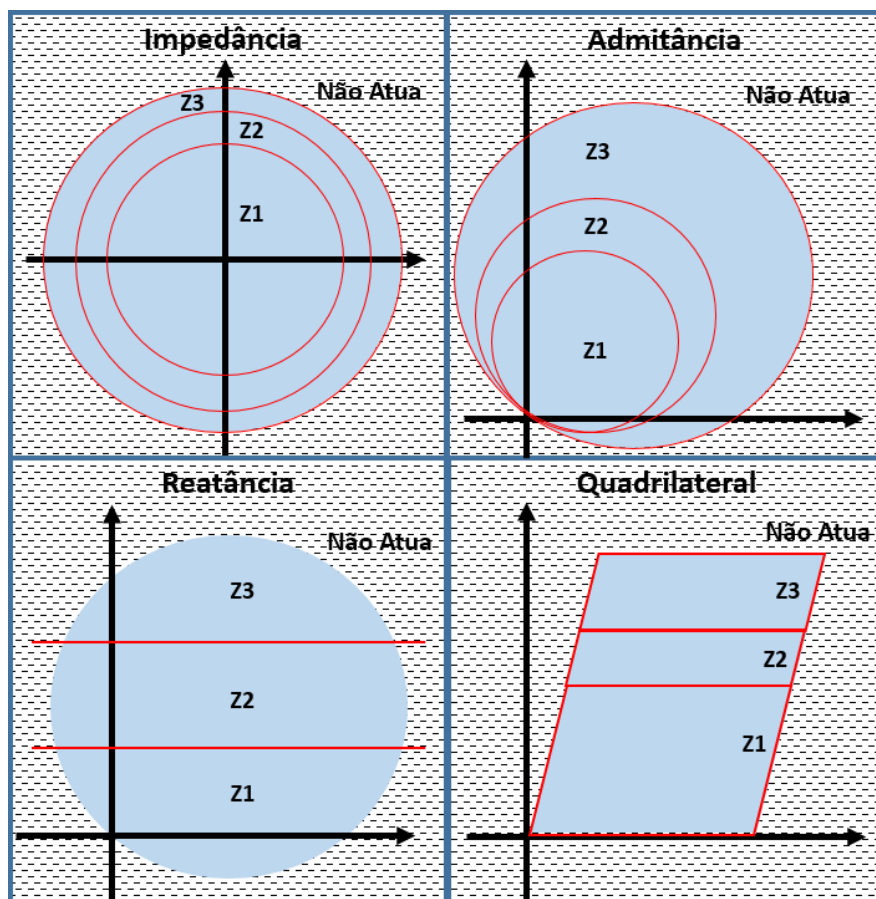 Impedância
Não Atua
Z3
Z2
Z1
Admitância
Não Atua
Z3
Z2
Z1
Reatância
Não Atua
Z3
Z2
Z1
Quadrilateral
Não Atua
Z3
Z2
Z1